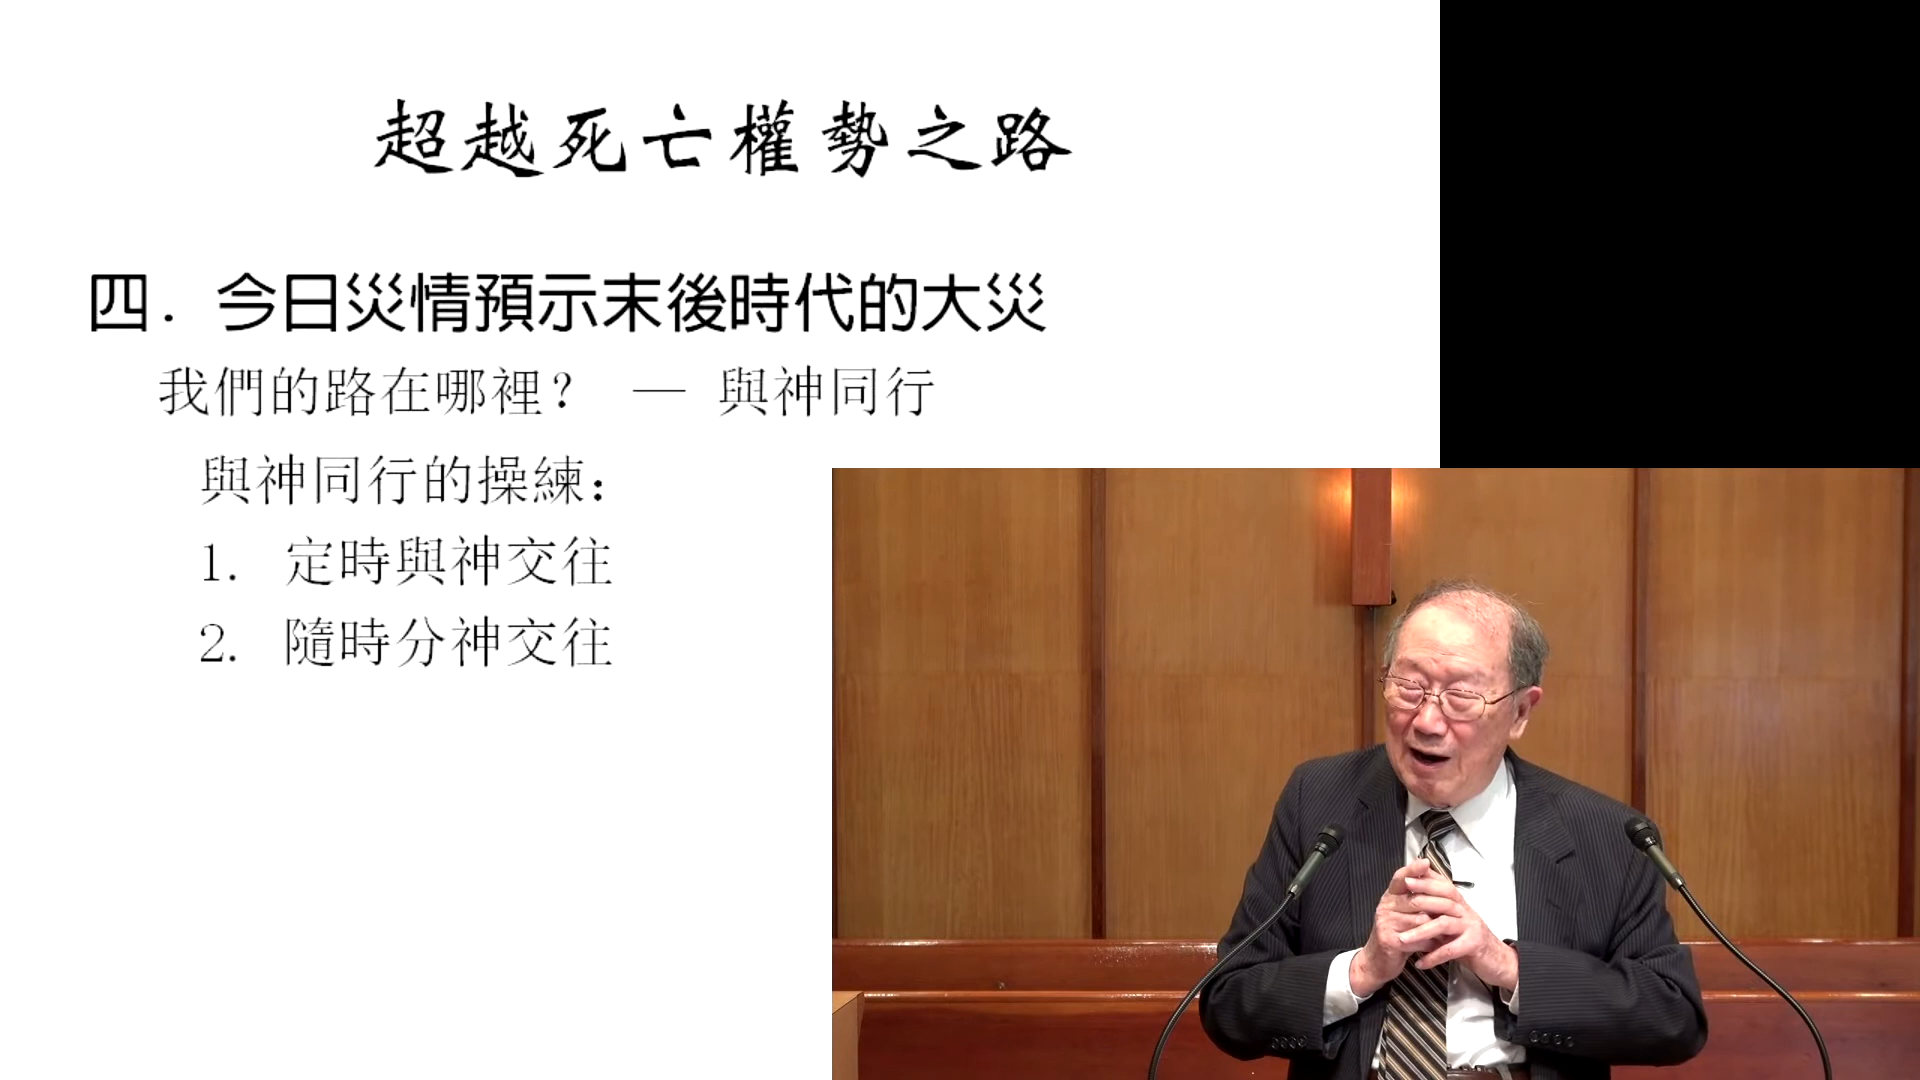 超越死亡權勢之路
四．今日災情預示末後時代的大災
我們的路在哪裡？ — 與神同行
與神同行的操練：
1. 定時與神交往
2. 隨時分神交往